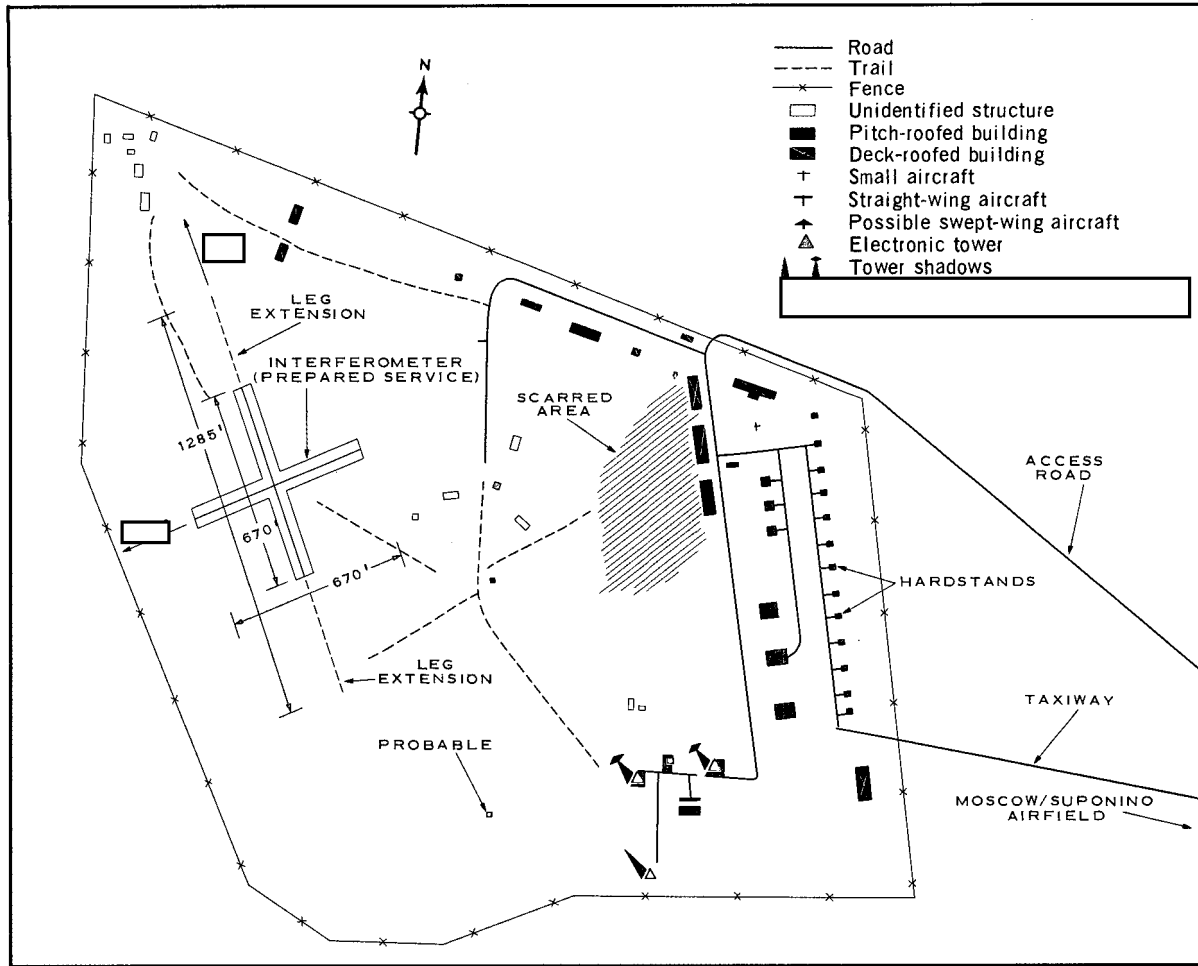 N
Road
Trail
Fence
Unidentified structure
Pitch-roofed building
Deck-roofed building
Small aircraft
Straight-wing aircraft
Possible swept-wing aircraft
Electronic tower
Tower shadows
LEG
EXTENSION
INTERFEROMETER
(PREPARED SERVICE)
SCARRED
AREA
1285'
670'
670'
ACCESS
ROAD
HARDSTANDS
LEG
EXTENSION
TAXIWAY
PROBABLE
MOSCOW/SUPONINO
AIRFIELD